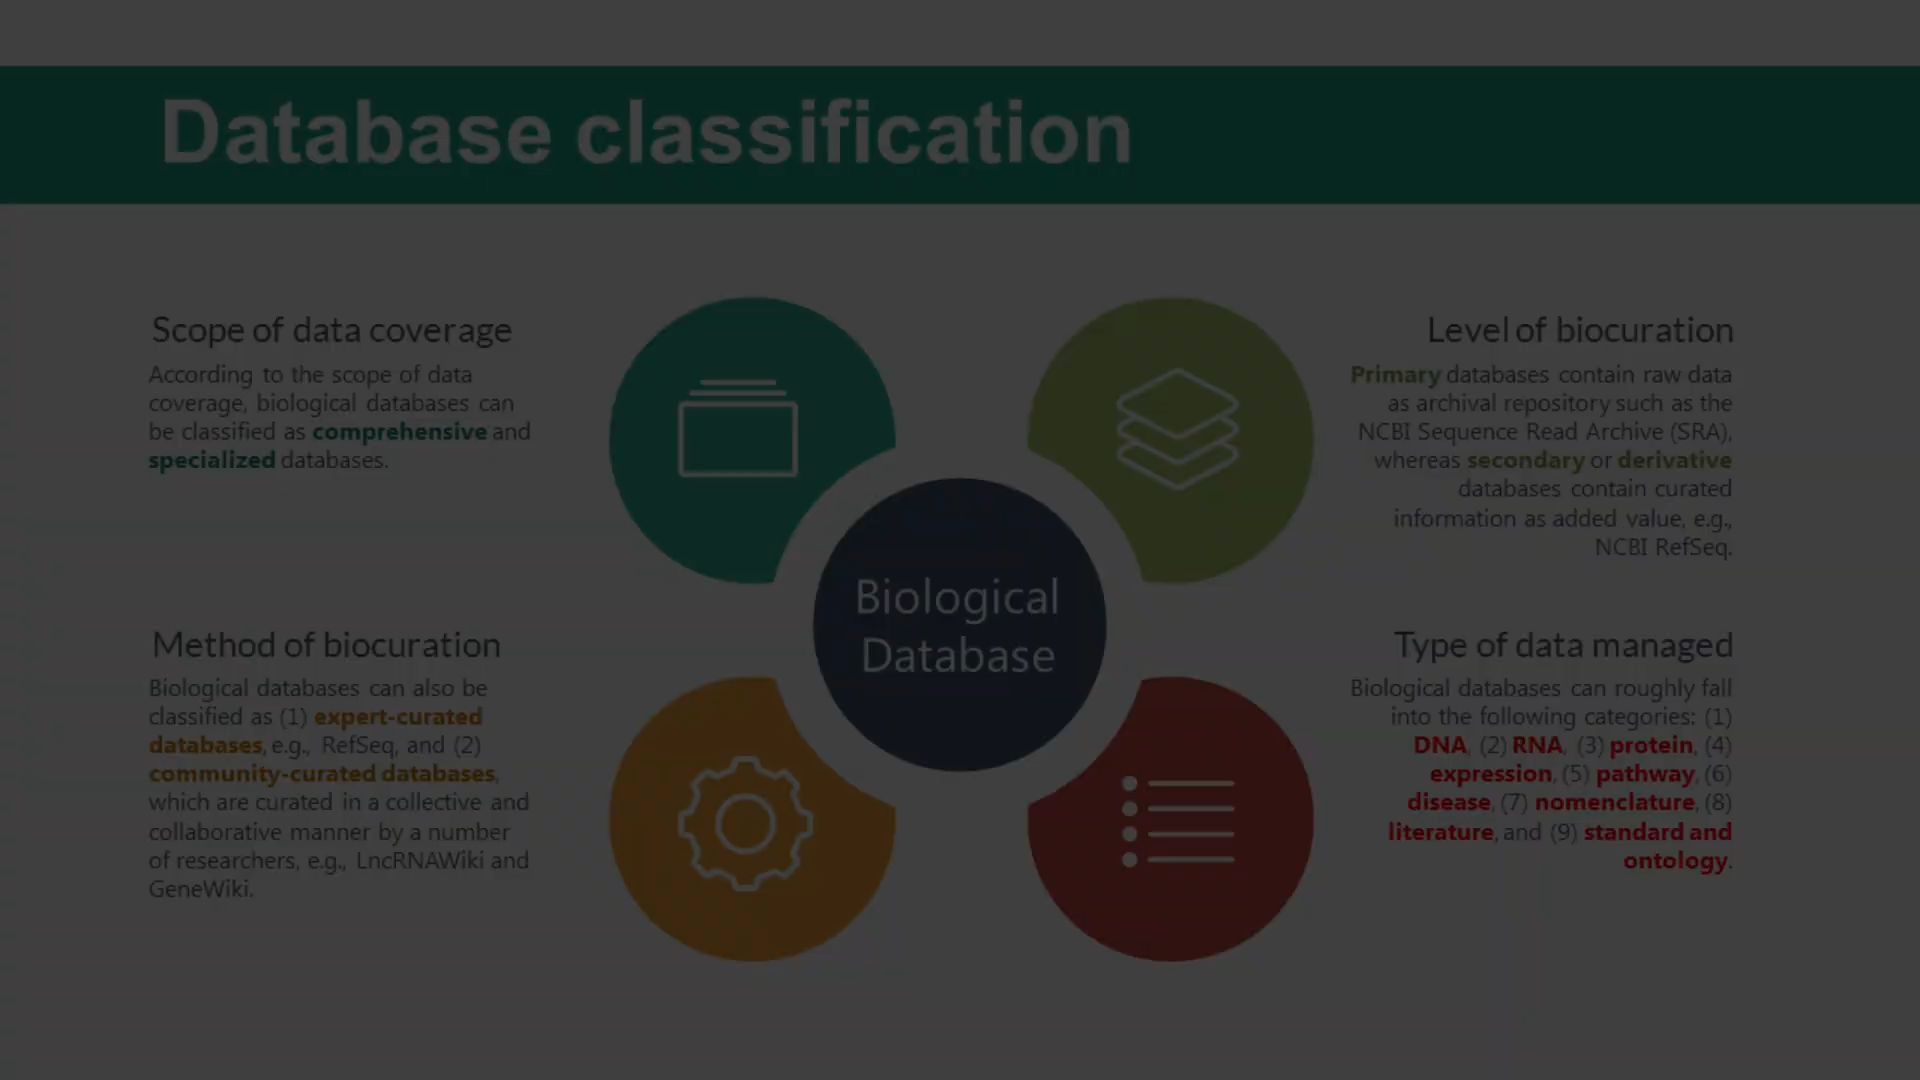 Database classification
Scope of data coverage
According to the scope of data
coverage, biological databases can
be classified as comprehensive and
specialized databases.
Level of biocuration
Primary databases contain raw data
as archival repository such as the
NCBI Sequence Read Archive (SRA),
whereas secondary or derivative
databases contain curated
information as added value, e.g.,
NCBI RefSeq.
Biological
Database
Method of biocuration
Biological databases can also be
classified as (1) expert-curated
databases, e.g., RefSeq, and (2)
community-curated databases,
which are curated in a collective and
collaborative manner by a number
of researchers, e.g., LncRNAWiki and
GeneWiki.
Type of data managed
Biological databases can roughly fall
into the following categories: (1)
DNA, (2) RNA, (3) protein, (4)
expression, (5) pathway, (6)
disease, (7) nomenclature, (8)
literature, and (9) standard and
ontology.